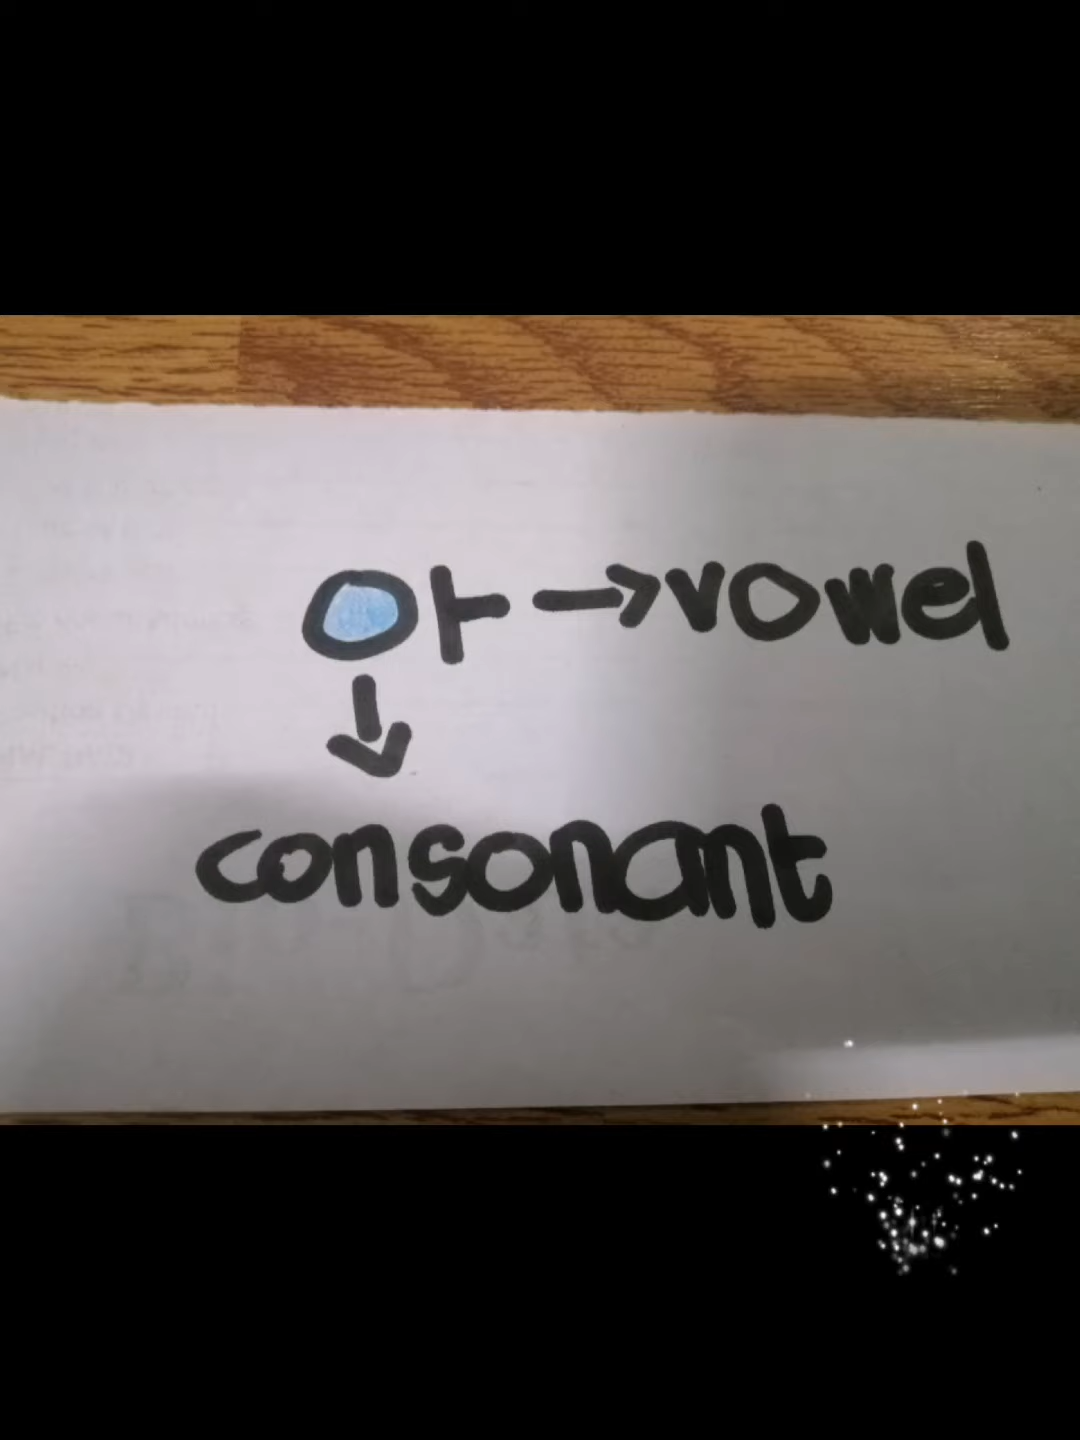 아 → vowel
↓
consonant